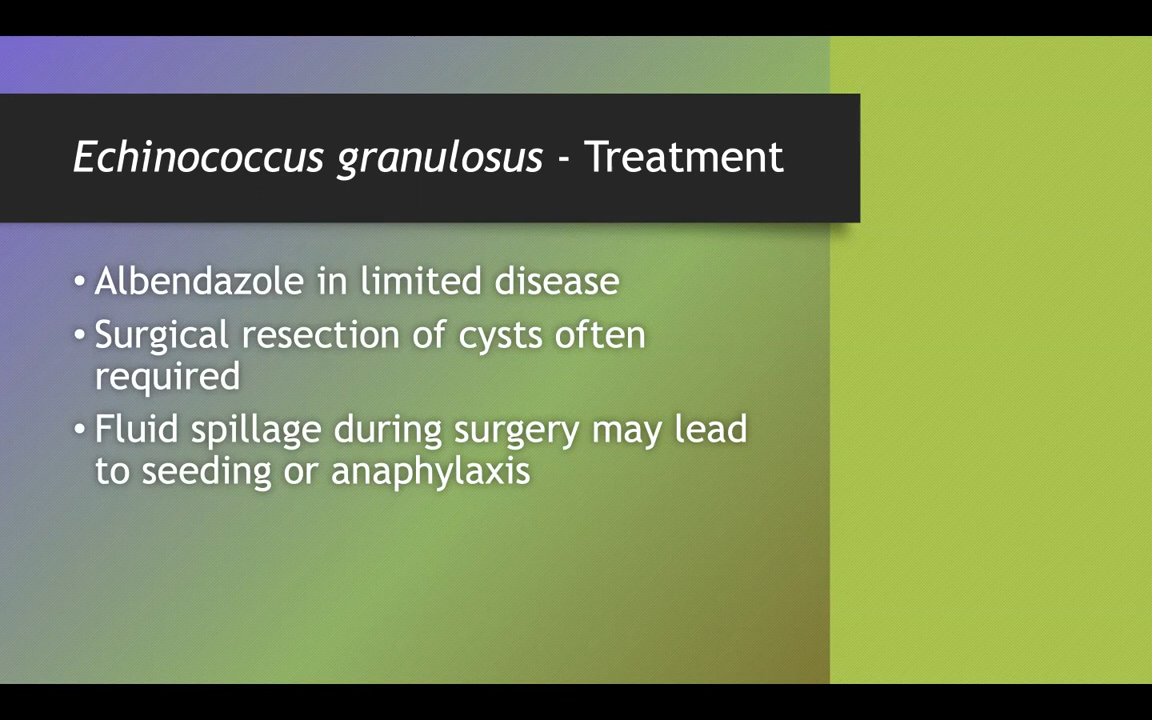 Echinococcus granulosus - Treatment
• Albendazole in limited disease
• Surgical resection of cysts often
required
• Fluid spillage during surgery may lead
to seeding or anaphylaxis